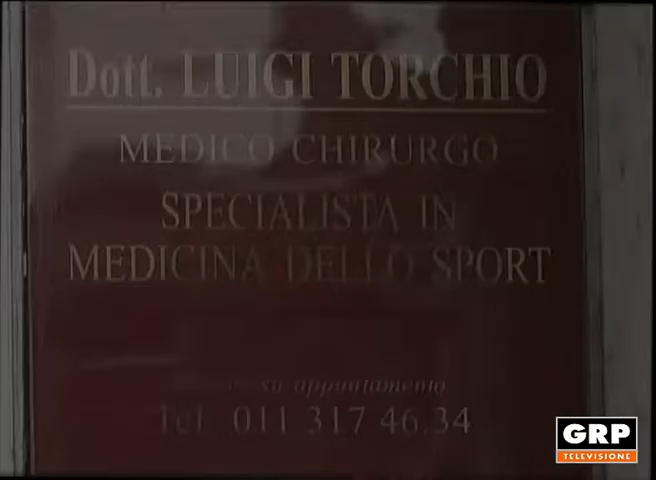 Dott. LUIGI TORCHIO
MEDICO CHIRURGO
SPECIALISTA IN
MEDICINA DELLO SPORT
su appuntamento
Tel. 011 317 46.34
GRP
TELEVISIONE